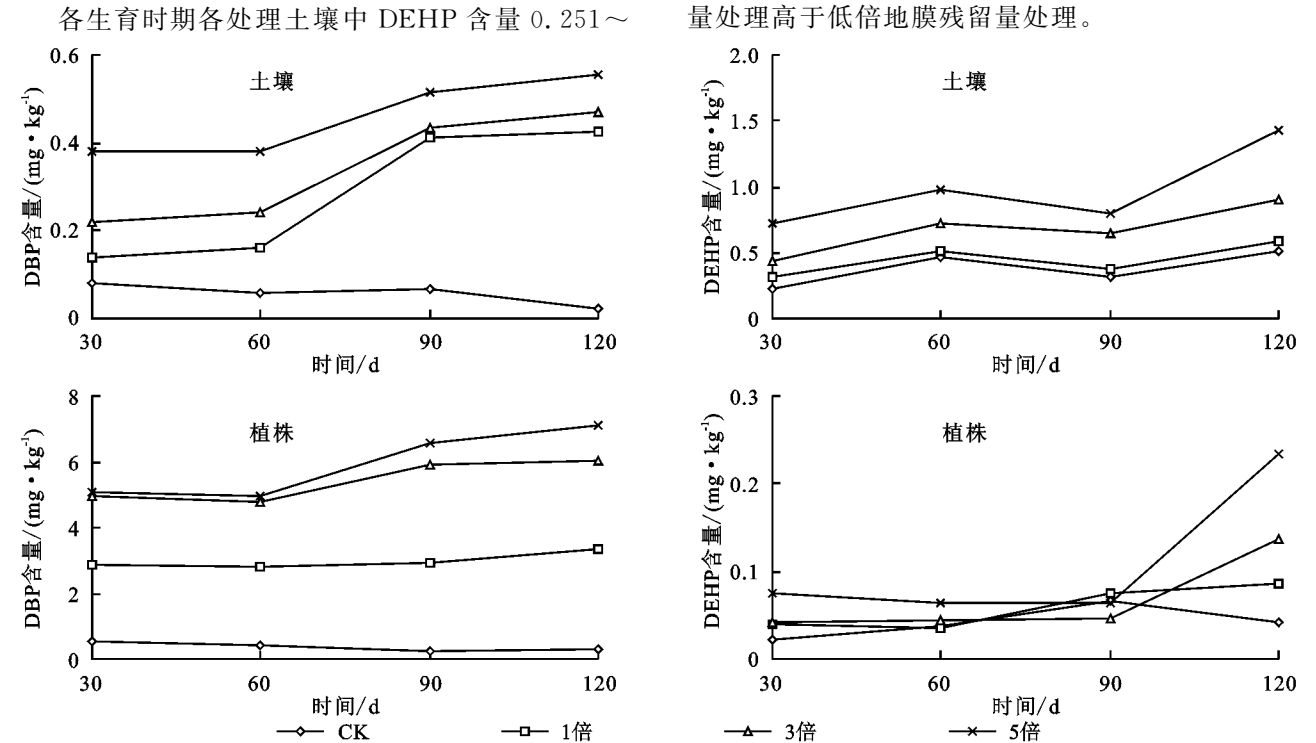 各生育时期各处理土壤中 DEHP 含量 0.251～
量处理高于低倍地膜残留量处理。
DBP含量/(mg·kg⁻¹)
0.6
0.4
0.2
0
土壤
30 60 90 120
时间/d
DEHP含量/(mg·kg⁻¹)
2.0
1.5
1.0
0.5
0
土壤
30 60 90 120
时间/d
DBP含量/(mg·kg⁻¹)
8
6
4
2
0
植株
30 60 90 120
时间/d
DEHP含量/(mg·kg⁻¹)
0.3
0.2
0.1
0
植株
30 60 90 120
时间/d
CK 1倍 3倍 5倍